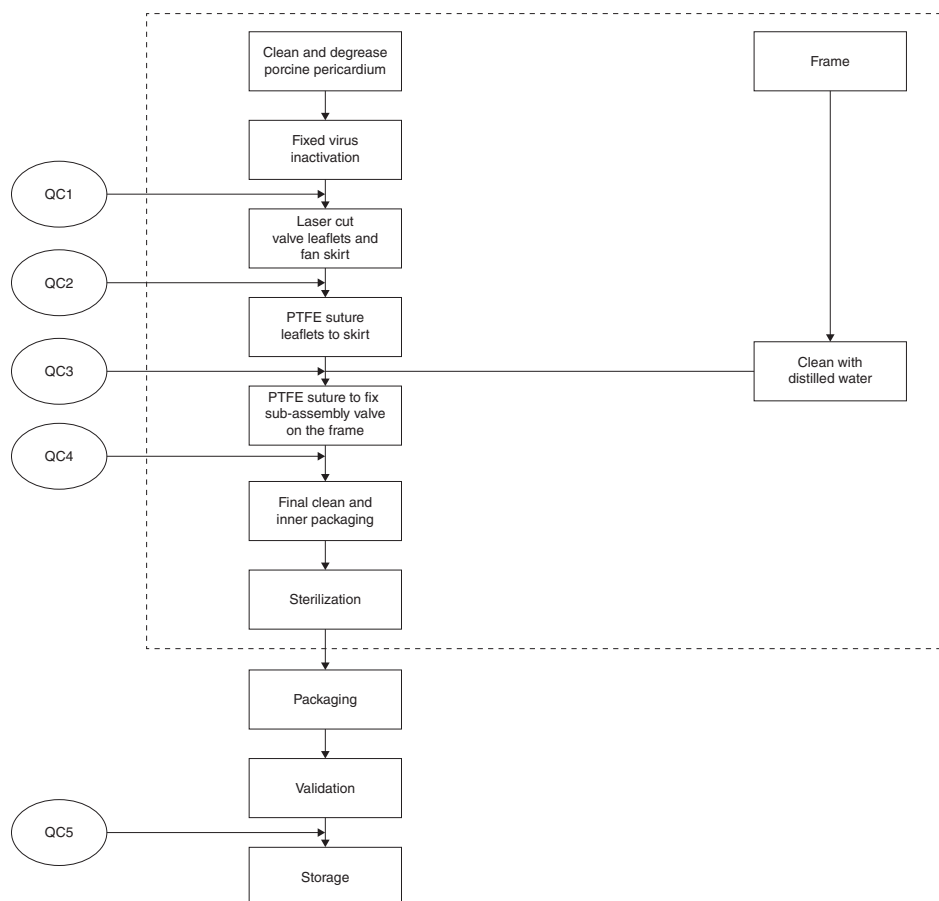 Clean and degrease
porcine pericardium
Frame
Fixed virus
inactivation
QC1
Laser cut
valve leaflets and
fan skirt
QC2
PTFE suture
leaflets to skirt
QC3
Clean with
distilled water
PTFE suture to fix
sub-assembly valve
on the frame
QC4
Final clean and
inner packaging
Sterilization
Packaging
Validation
QC5
Storage